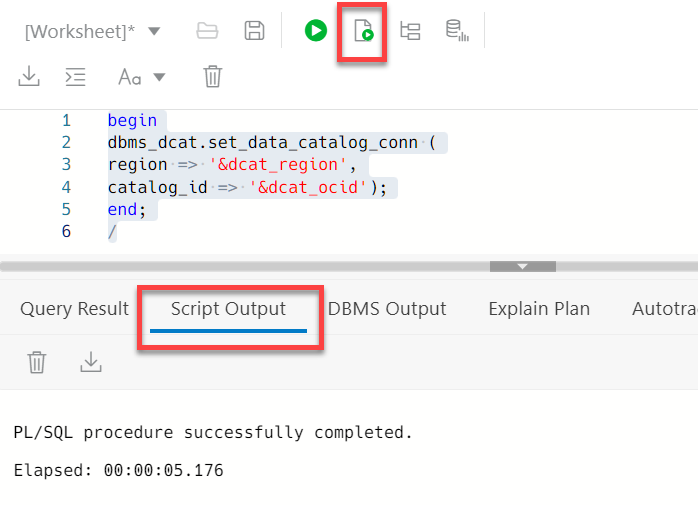 [Worksheet]*
Aa
1 begin
2 dbms_dcat.set_data_catalog_conn (
3 region => '&dcat_region',
4 catalog_id => '&dcat_ocid');
5 end;
6 /
Query Result Script Output DBMS Output Explain Plan Autotra
PL/SQL procedure successfully completed.
Elapsed: 00:00:05.176